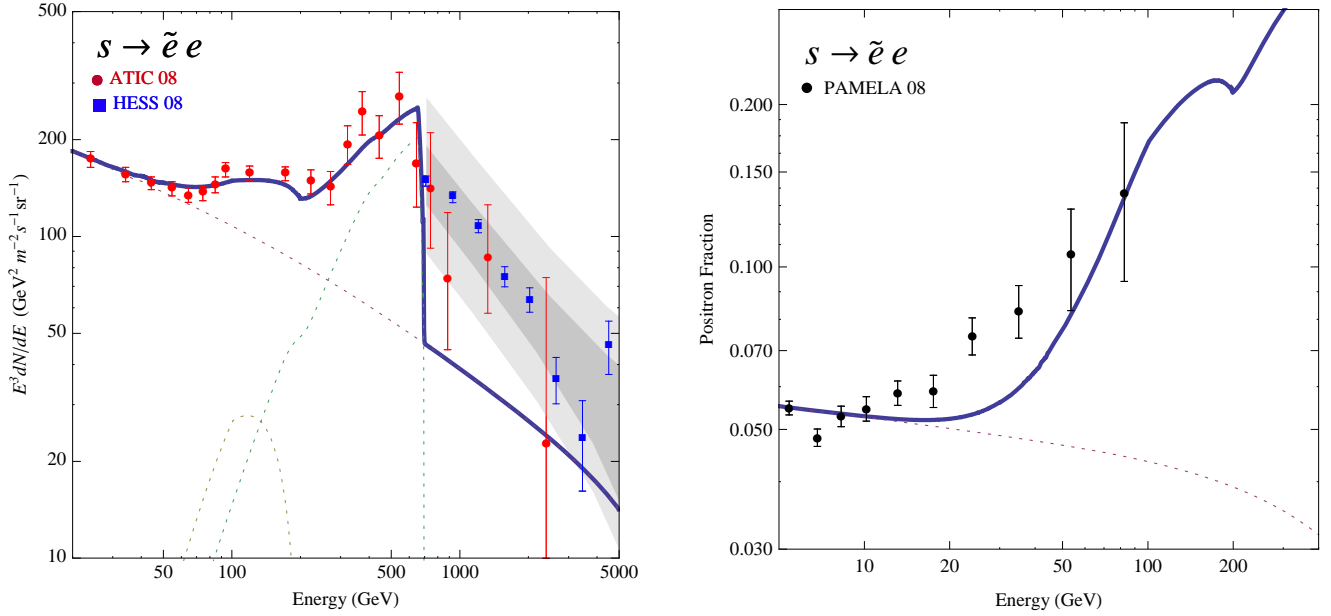 s → ẽ e
ATIC 08
HESS 08
500
200
100
50
20
10
50
100
500
1000
5000
Energy (GeV)
E³ dN/dE (GeV² m⁻² s⁻¹ sr⁻¹)
s → ẽ e
PAMELA 08
0.200
0.150
0.100
0.070
0.050
0.030
10
20
50
100
200
Energy (GeV)
Positron Fraction